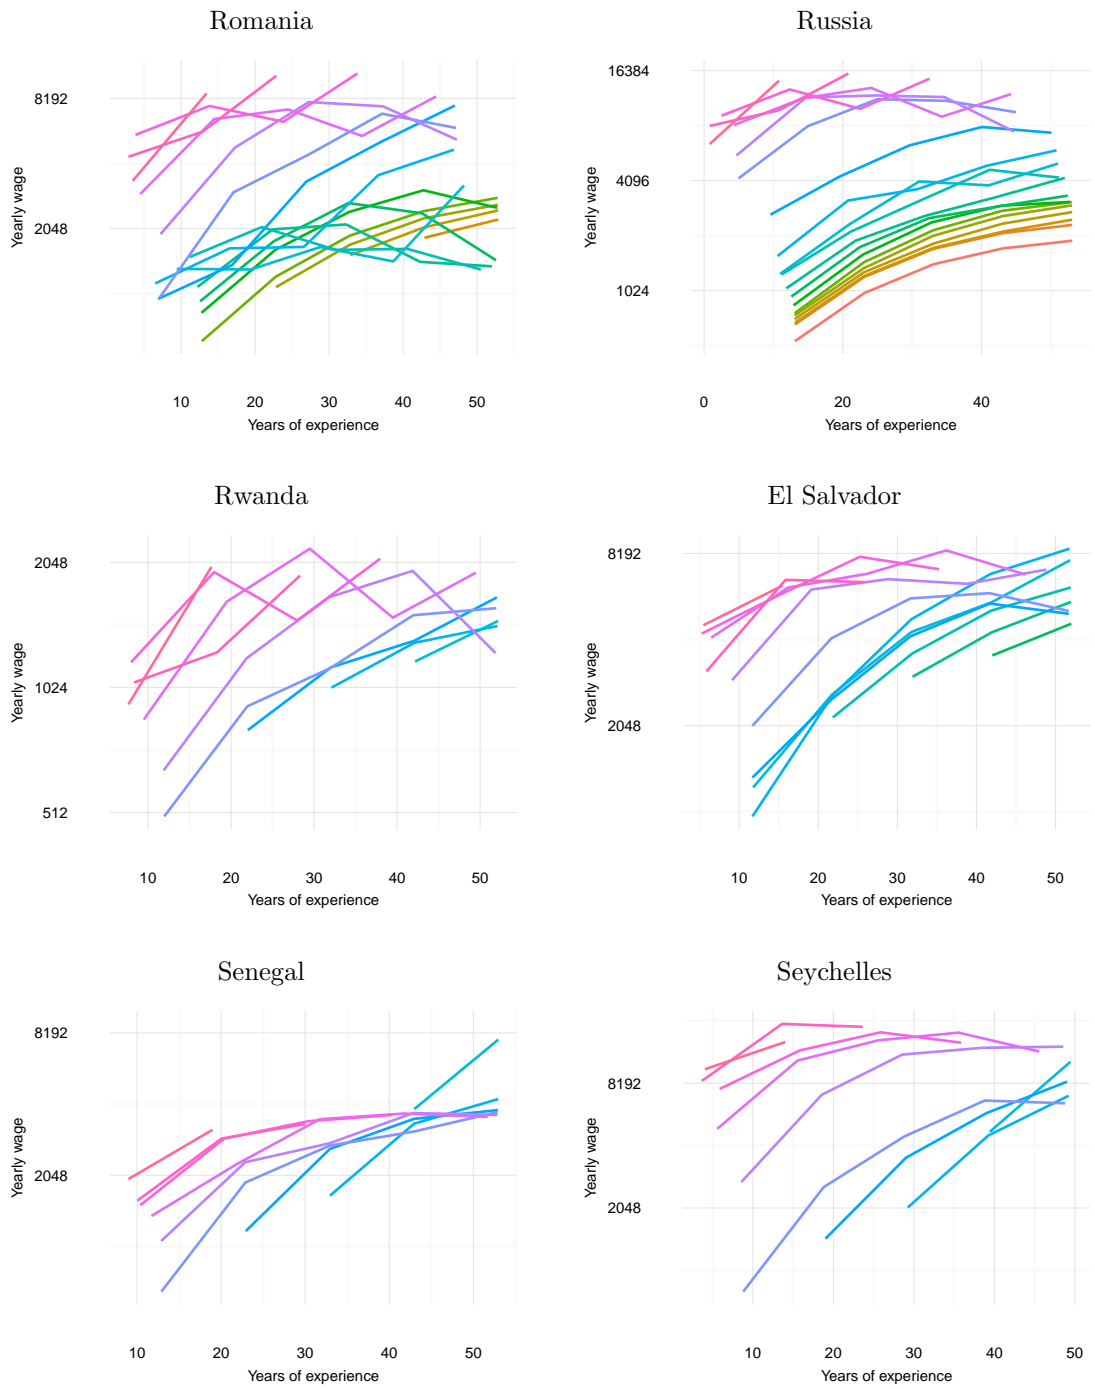 Romania
Yearly wage
8192
2048
10 20 30 40 50
Years of experience
Russia
Yearly wage
16384
4096
1024
0 20 40
Years of experience
Rwanda
Yearly wage
2048
1024
512
10 20 30 40 50
Years of experience
El Salvador
Yearly wage
8192
2048
10 20 30 40 50
Years of experience
Senegal
Yearly wage
8192
2048
10 20 30 40 50
Years of experience
Seychelles
Yearly wage
8192
2048
10 20 30 40 50
Years of experience